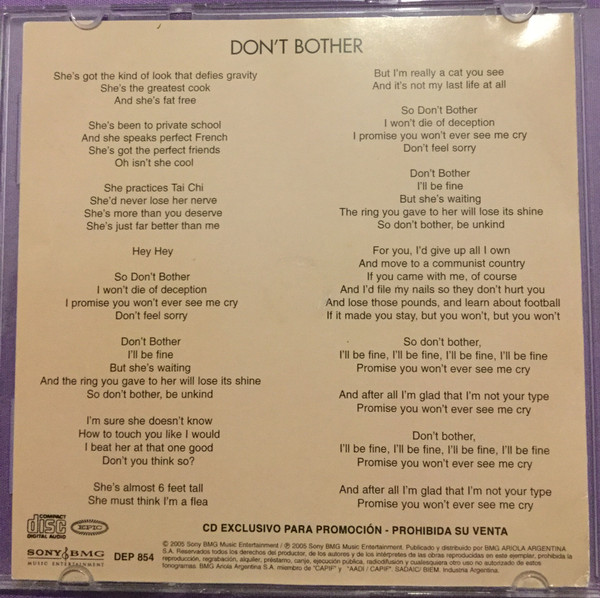 DON'T BOTHER
She's got the kind of look that defies gravity
She's the greatest cook
And she's fat free
She's been to private school
And she speaks perfect French
She's got the perfect friends
Oh isn't she cool
She practices Tai Chi
She'd never lose her nerve
She's more than you deserve
She's just far better than me
Hey Hey
So Don't Bother
I won't die of deception
I promise you won't ever see me cry
Don't feel sorry
Don't Bother
I'll be fine
But she's waiting
And the ring you gave to her will lose its shine
So don't bother, be unkind
I'm sure she doesn't know
How to touch you like I would
I beat her at that one good
Don't you think so?
She's almost 6 feet tall
She must think I'm a flea
But I'm really a cat you see
And it's not my last life at all
So Don't Bother
I won't die of deception
I promise you won't ever see me cry
Don't feel sorry
Don't Bother
I'll be fine
But she's waiting
The ring you gave to her will lose its shine
So don't bother, be unkind
For you, I'd give up all I own
And move to a communist country
If you came with me, of course
And I'd file my nails so they don't hurt you
And lose those pounds, and learn about football
If it made you stay, but you won't, but you won't
So don't bother,
I'll be fine, I'll be fine, I'll be fine, I'll be fine
Promise you won't ever see me cry
And after all I'm glad that I'm not your type
Promise you won't ever see me cry
Don't bother,
I'll be fine, I'll be fine, I'll be fine, I'll be fine
Promise you won't ever see me cry
And after all I'm glad that I'm not your type
Promise you won't ever see me cry
COMPACT
disc
DIGITAL AUDIO
EPIC
SONY BMG
MUSIC ENTERTAINMENT
DEP 854
CD EXCLUSIVO PARA PROMOCIÓN - PROHIBIDA SU VENTA
© 2005 Sony BMG Music Entertainment / ℗ 2005 Sony BMG Music Entertainment. Publicado y distribuido por BMG ARIOLA ARGENTINA
S.A. Reservados todos los derechos del productor, de los autores y de los intérpretes de las obras reproducidas en este ejemplar, prohibida la
reproducción, regrabación, alquiler, préstamo, canje, ejecución pública, radiodifusión y cualesquiera otro uso no autorizado de estos
fonogramas. BMG Ariola Argentina S.A. miembro de "CAPIF" y "AADI / CAPIF". SADAIC/ BIEM. Industria Argentina.